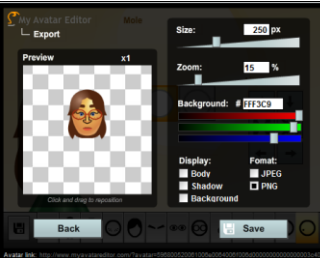 My Avatar Editor
Mole
Export
Preview
x1
Click and drag to reposition
Size:
250 px
Zoom:
15 %
Background: # FFF3C9
Display:
Fomat:
Body
JPEG
Shadow
PNG
Background
Back
Save
Avatar link: